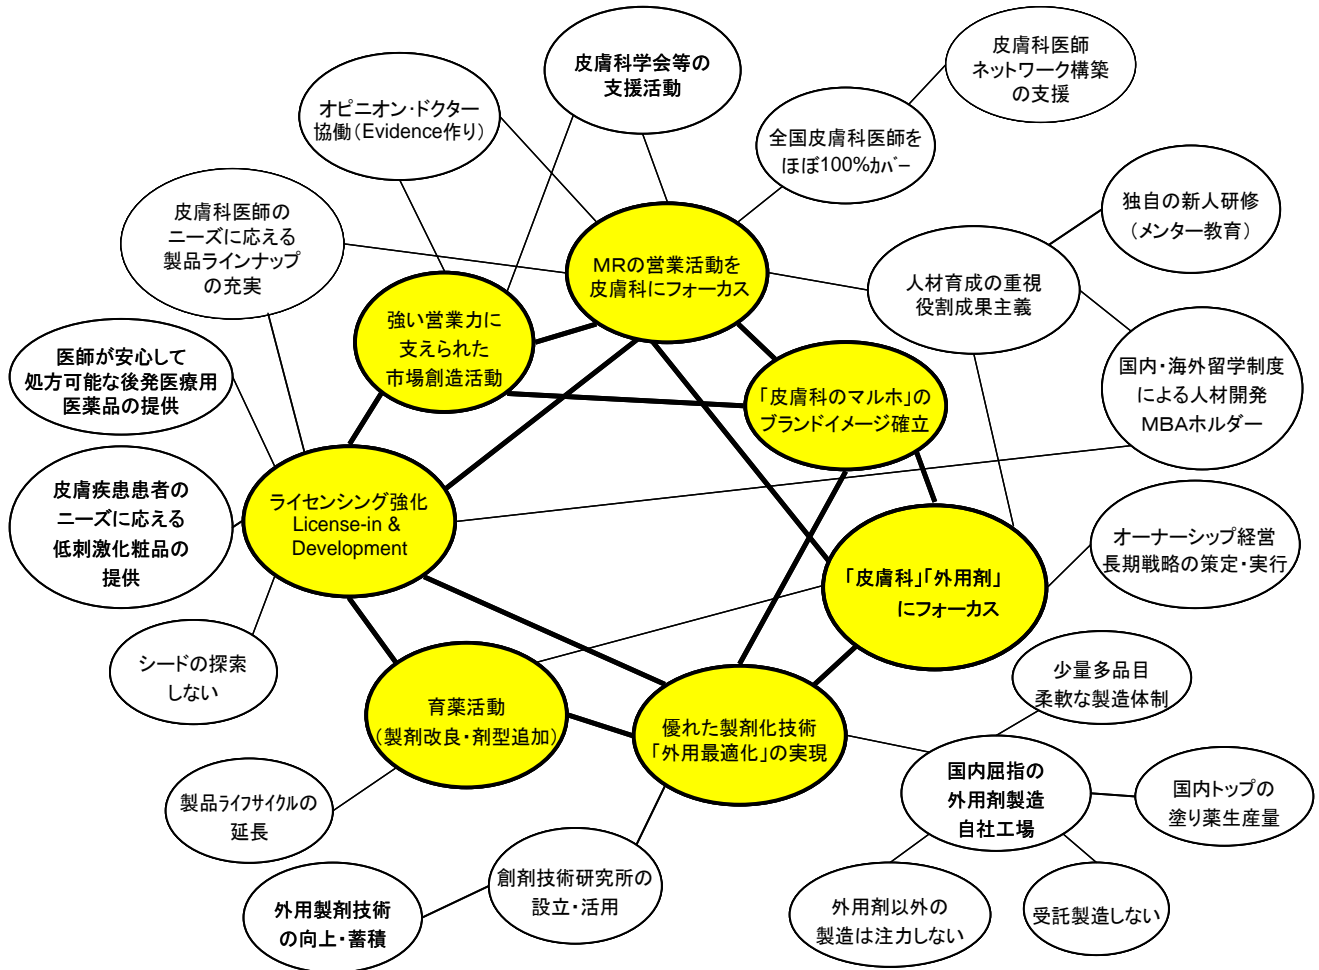 皮膚科医師
ネットワーク構築
の支援
皮膚科学会等の
支援活動
オピニオン・ドクター
協働（Evidence作り）
全国皮膚科医師を
ほぼ100%ｶﾊﾞｰ
独自の新人研修
（メンター教育）
皮膚科医師の
ニーズに応える
製品ラインナップ
の充実
MRの営業活動を
皮膚科にフォーカス
人材育成の重視
役割成果主義
強い営業力に
支えられた
市場創造活動
医師が安心して
処方可能な後発医療用
医薬品の提供
国内・海外留学制度
による人材開発
MBAホルダー
「皮膚科のマルホ」の
ブランドイメージ確立
皮膚疾患患者の
ニーズに応える
低刺激化粧品の
提供
ライセンシング強化
License-in &
Development
オーナーシップ経営
長期戦略の策定・実行
「皮膚科」「外用剤」
にフォーカス
シードの探索
しない
少量多品目
柔軟な製造体制
育薬活動
（製剤改良・剤型追加）
優れた製剤化技術
「外用最適化」の実現
国内屈指の
外用剤製造
自社工場
国内トップの
塗り薬生産量
製品ﾗｲﾌｻｲｸﾙの
延長
創剤技術研究所の
設立・活用
外用製剤技術
の向上・蓄積
外用剤以外の
製造は注力しない
受託製造しない